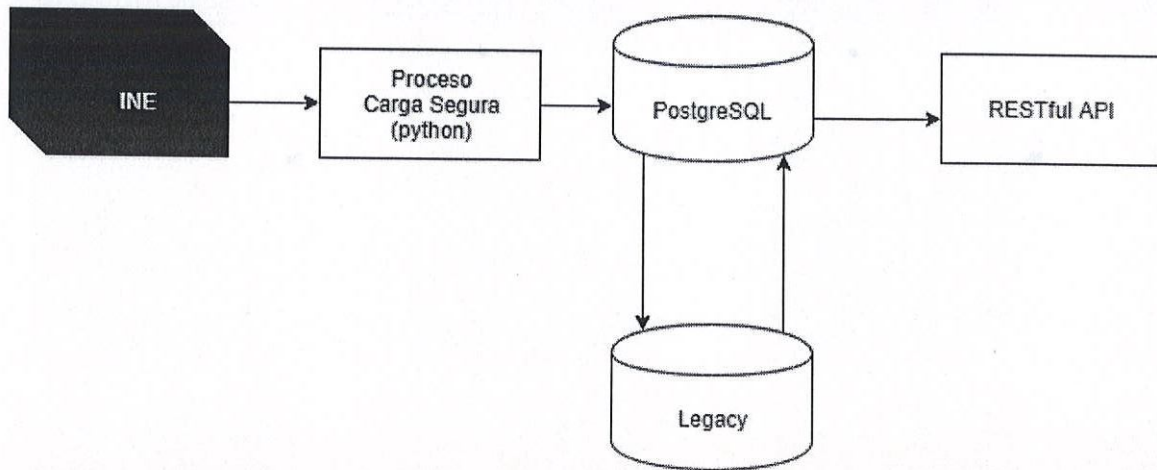 INE
Proceso
Carga Segura
(python)
PostgreSQL
RESTful API
Legacy